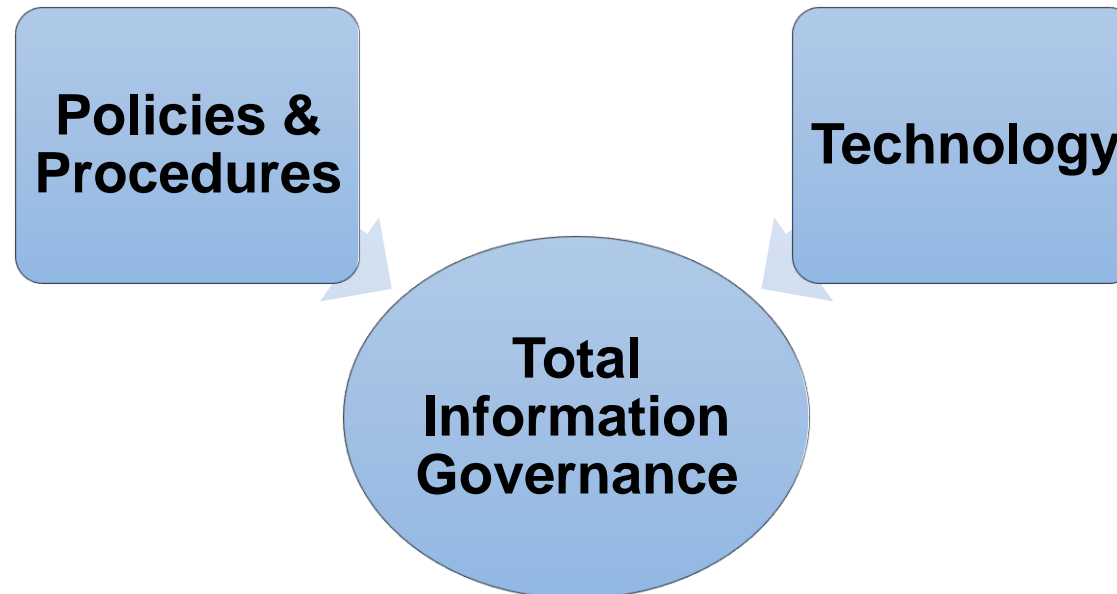 Policies &
Procedures
Technology
Total
Information
Governance